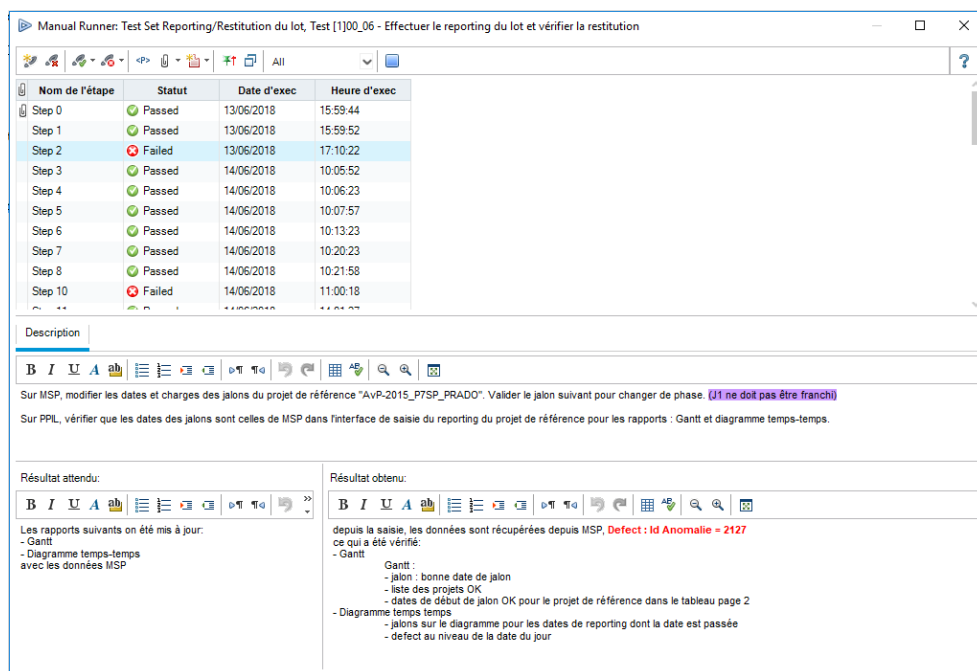 Manual Runner: Test Set Reporting/Restitution du lot, Test [1]00_06 - Effectuer le reporting du lot et vérifier la restitution
<P> All ?
Nom de l'étape Statut Date d'exec Heure d'exec
Step 0 Passed 13/06/2018 15:59:44
Step 1 Passed 13/06/2018 15:59:52
Step 2 Failed 13/06/2018 17:10:22
Step 3 Passed 14/06/2018 10:05:52
Step 4 Passed 14/06/2018 10:06:23
Step 5 Passed 14/06/2018 10:07:57
Step 6 Passed 14/06/2018 10:13:23
Step 7 Passed 14/06/2018 10:20:23
Step 8 Passed 14/06/2018 10:21:58
Step 10 Failed 14/06/2018 11:00:18
Description
B I U A ab
Sur MSP, modifier les dates et charges des jalons du projet de référence "AvP-2015_P7SP_PRADO". Valider le jalon suivant pour changer de phase. (J1 ne doit pas être franchi)
Sur PPIL, vérifier que les dates des jalons sont celles de MSP dans l'interface de saisie du reporting du projet de référence pour les rapports : Gantt et diagramme temps-temps.
Résultat attendu:
B I U A ab
Les rapports suivants on été mis à jour:
- Gantt
- Diagramme temps-temps
avec les données MSP
Résultat obtenu:
B I U A ab
depuis la saisie, les données sont récupérées depuis MSP, Defect : Id Anomalie = 2127
ce qui a été vérifié:
- Gantt
Gantt :
- jalon : bonne date de jalon
- liste des projets OK
- dates de début de jalon OK pour le projet de référence dans le tableau page 2
- Diagramme temps temps
- jalons sur le diagramme pour les dates de reporting dont la date est passée
- defect au niveau de la date du jour